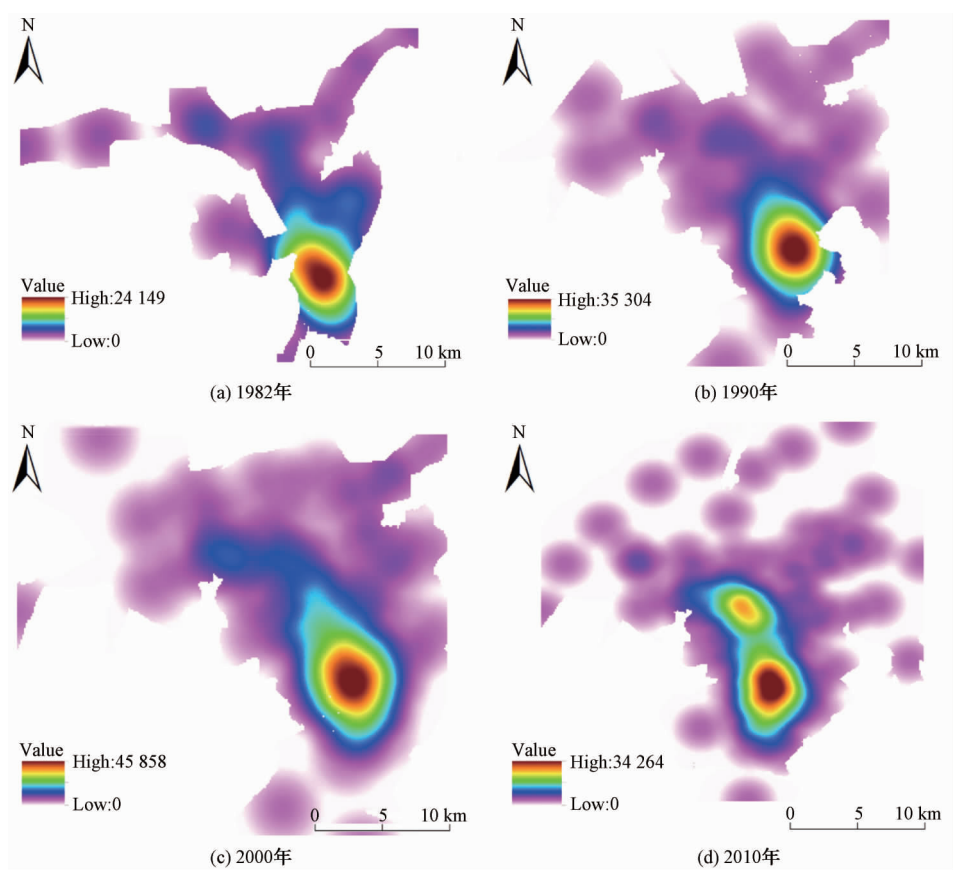 N
N
Value
High:24 149
Low:0
0 5 10 km
(a) 1982年
Value
High:35 304
Low:0
0 5 10 km
(b) 1990年
N
N
Value
High:45 858
Low:0
0 5 10 km
(c) 2000年
Value
High:34 264
Low:0
0 5 10 km
(d) 2010年